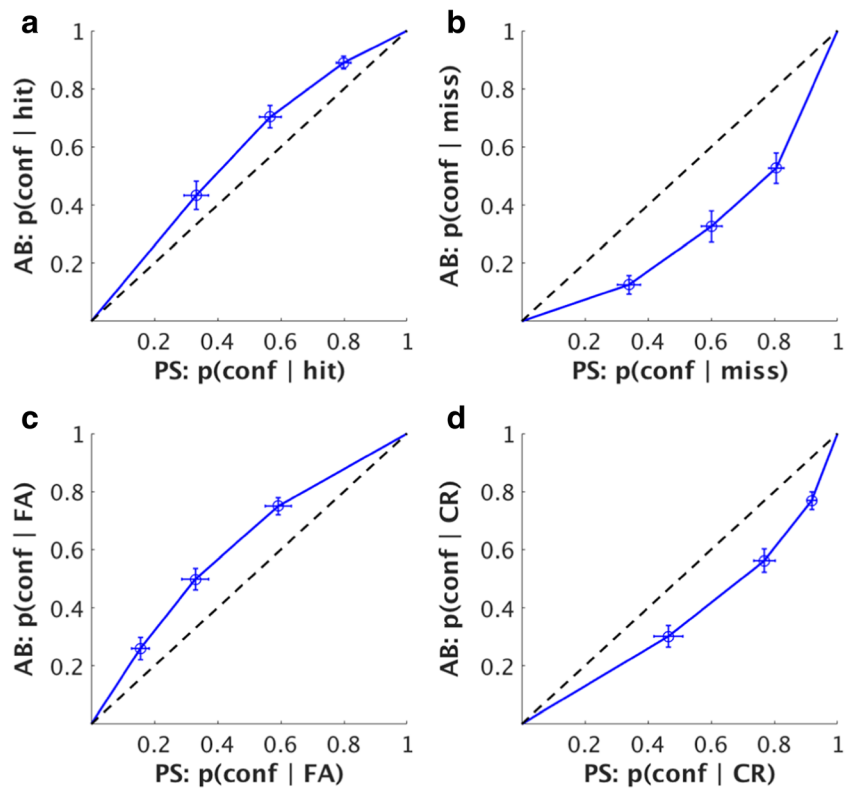 a
1
0.8
0.6
0.4
0.2
AB: p(conf | hit)
0.2 0.4 0.6 0.8 1
PS: p(conf | hit)
b
1
0.8
0.6
0.4
0.2
AB: p(conf | miss)
0.2 0.4 0.6 0.8 1
PS: p(conf | miss)
c
1
0.8
0.6
0.4
0.2
AB: p(conf | FA)
0.2 0.4 0.6 0.8 1
PS: p(conf | FA)
d
1
0.8
0.6
0.4
0.2
AB: p(conf | CR)
0.2 0.4 0.6 0.8 1
PS: p(conf | CR)